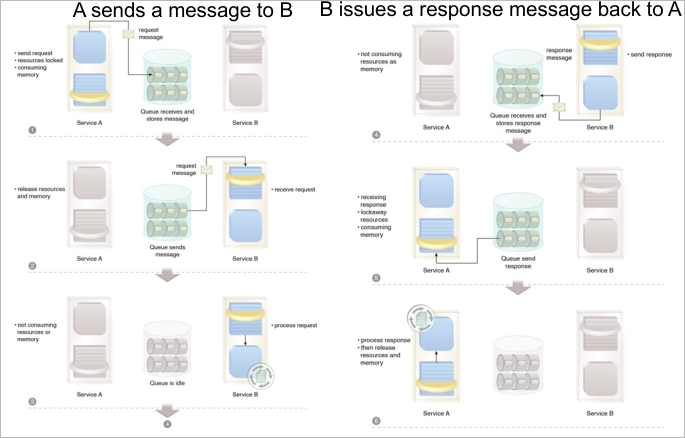 A sends a message to B
request
message
• send request
• resources locked
• consuming
memory
Queue receives and
stores message
Service A
Service B
1
request
message
• release resources
and memory
• receive request
Queue sends
message
Service A
Service B
2
• not consuming
resources or
memory
• process request
Queue is idle
Service A
Service B
3
4
B issues a response message back to A
• not consuming
resources as
memory
response
message
• send response
Queue receives and
stores response
message
Service A
Service B
4
• receiving
response
• lockaway
resources
• consuming
memory
Queue send
response
Service A
Service B
5
• process response
• then release
resources and
memory
Service A
Service B
6